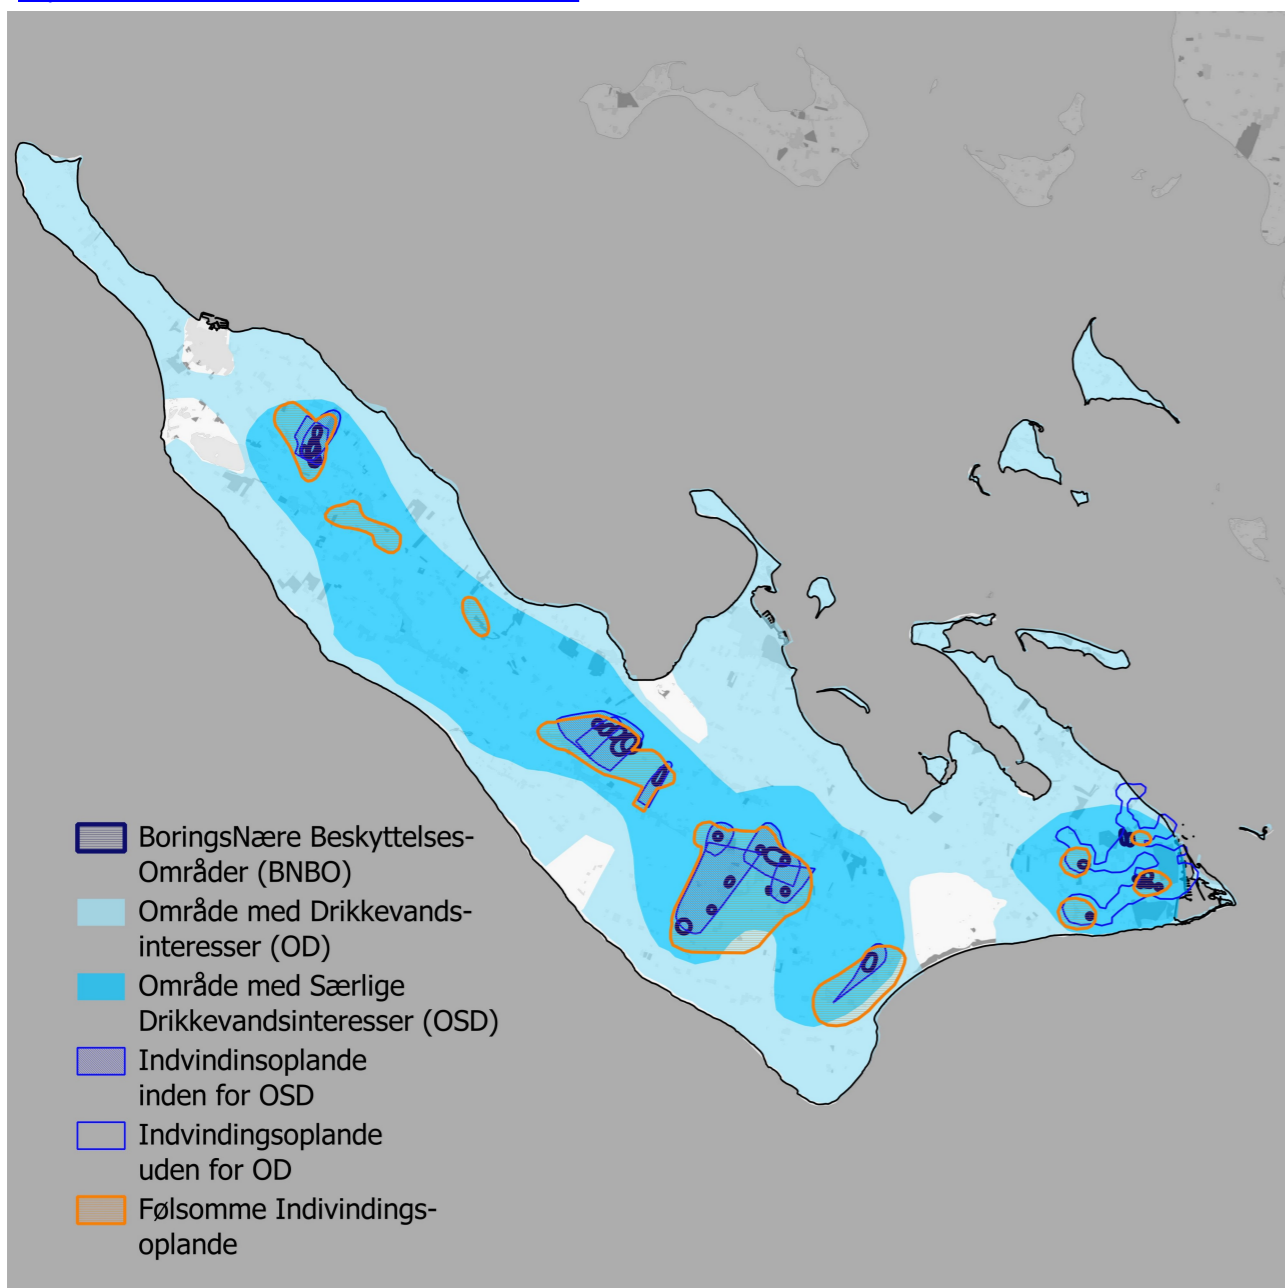 BoringsNære Beskyttelses-
Områder (BNBO)
Område med Drikkevands-
interesser (OD)
Område med Særlige
Drikkevandsinteresser (OSD)
Indvindinsoplande
inden for OSD
Indvindingsoplande
uden for OD
Følsomme Indivindings-
oplande